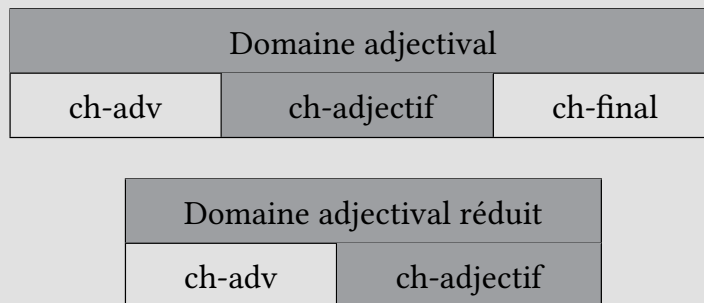 Domaine adjectival
ch-adv ch-adjectif ch-final
Domaine adjectival réduit
ch-adv ch-adjectif